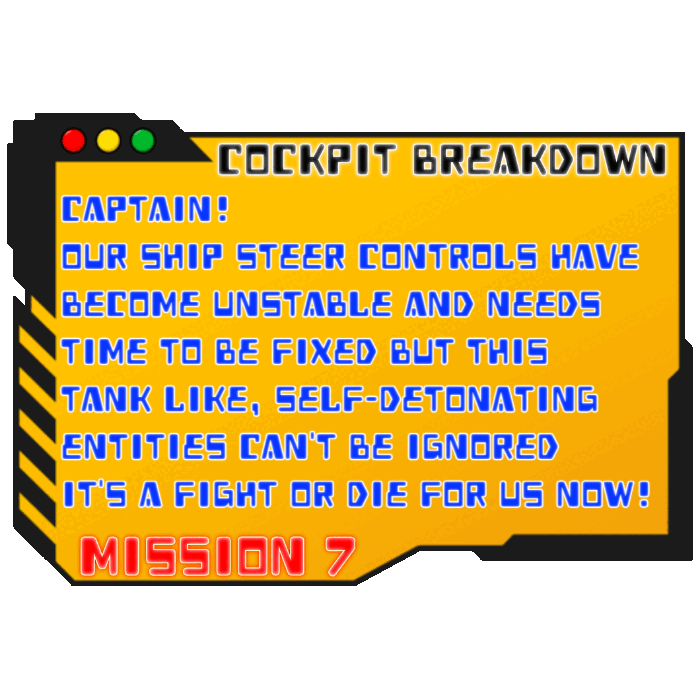 COCKPIT BREAKDOWN
CAPTAIN!
OUR SHIP STEER CONTROLS HAVE
BECOME UNSTABLE AND NEEDS
TIME TO BE FIXED BUT THIS
TANK LIKE, SELF-DETONATING
ENTITIES CAN'T BE IGNORED
IT'S A FIGHT OR DIE FOR US NOW!
MISSION 7